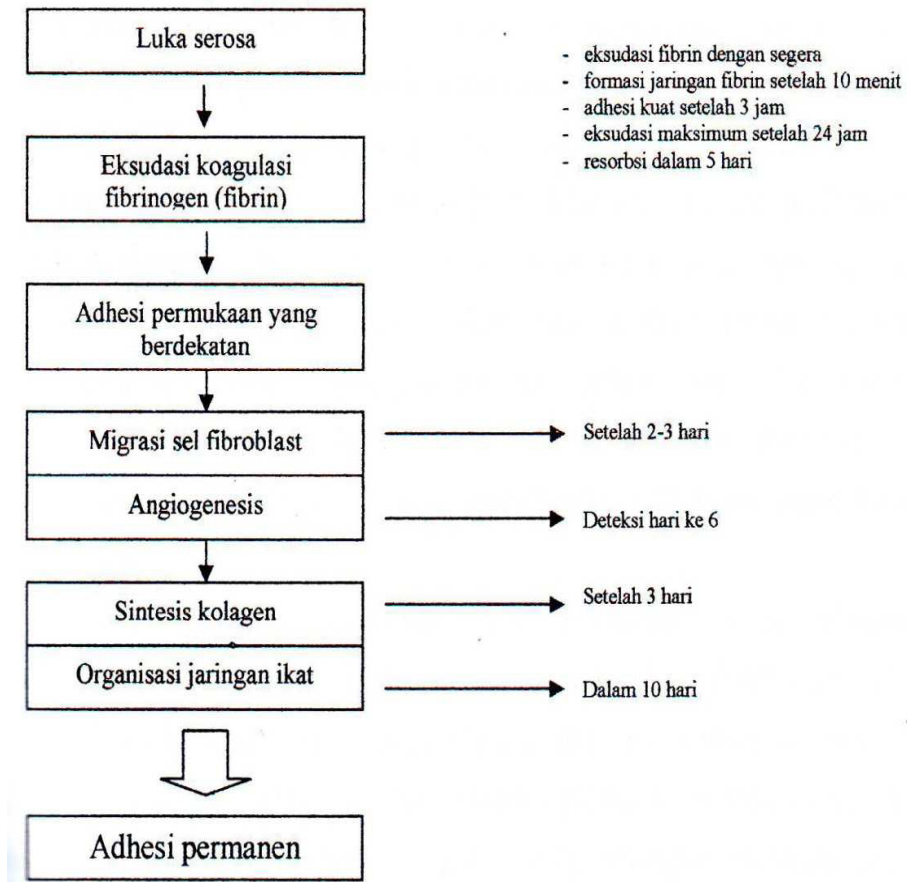 Luka serosa
- eksudasi fibrin dengan segera
- formasi jaringan fibrin setelah 10 menit
- adhesi kuat setelah 3 jam
- eksudasi maksimum setelah 24 jam
- resorbsi dalam 5 hari
Eksudasi koagulasi
fibrinogen (fibrin)
Adhesi permukaan yang
berdekatan
Migrasi sel fibroblast
Setelah 2-3 hari
Angiogenesis
Deteksi hari ke 6
Sintesis kolagen
Setelah 3 hari
Organisasi jaringan ikat
Dalam 10 hari
Adhesi permanen